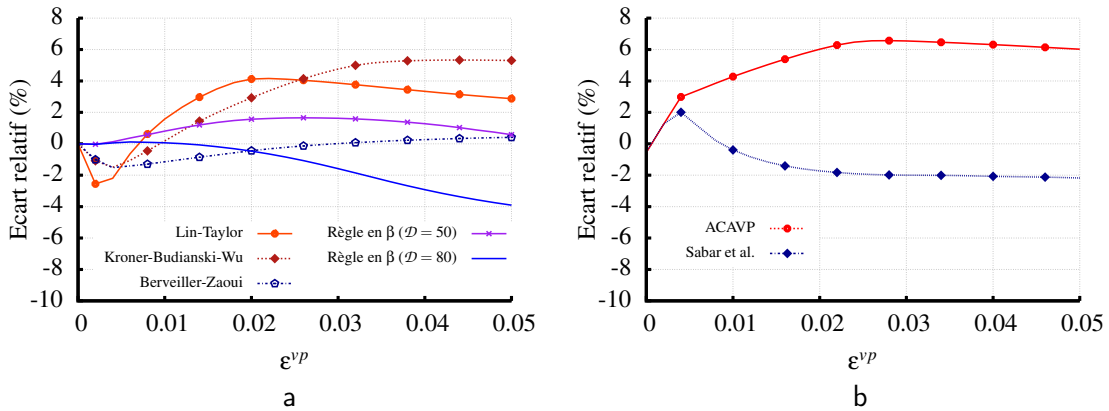 8
6
4
2
0
-2
-4
-6
-8
-10
Ecart relatif (%)
0
0.01
0.02
0.03
0.04
0.05
ε^vp
Lin-Taylor
Kroner-Budianski-Wu
Berveiller-Zaoui
Règle en β (𝒟 = 50)
Règle en β (𝒟 = 80)
a
8
6
4
2
0
-2
-4
-6
-8
-10
Ecart relatif (%)
0
0.01
0.02
0.03
0.04
0.05
ε^vp
ACAVP
Sabar et al.
b